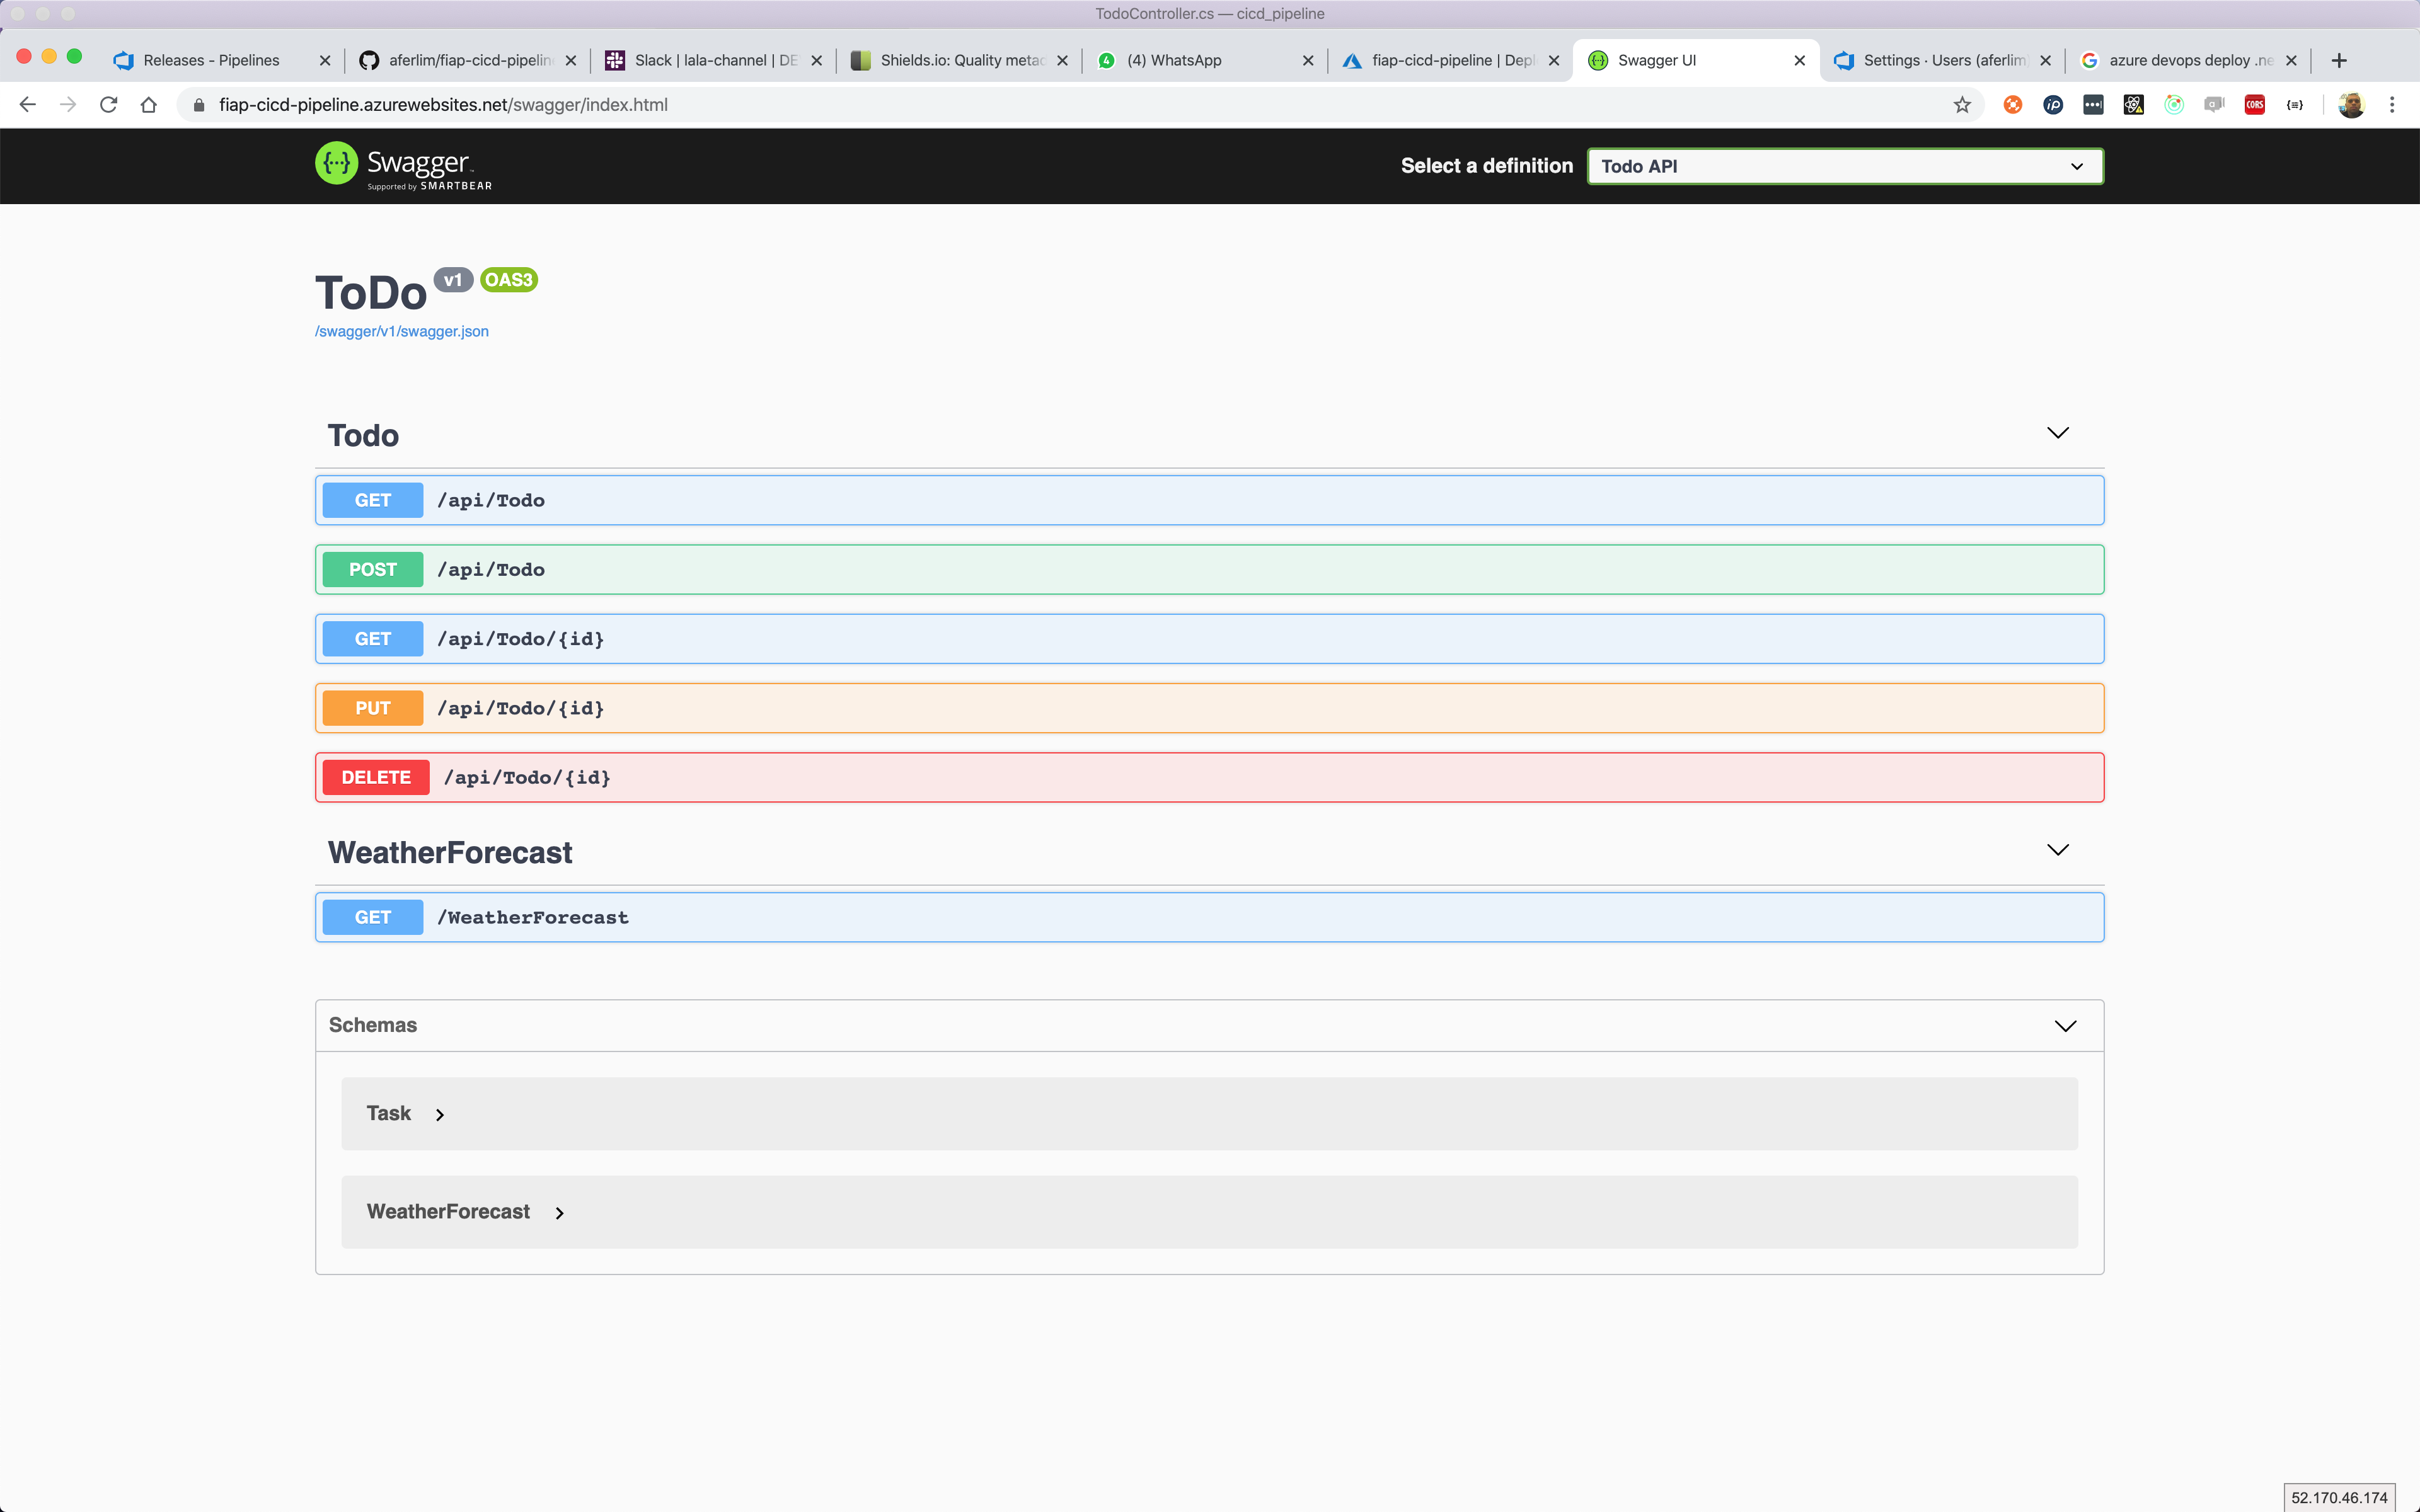 TodoController.cs — cicd_pipeline
Releases - Pipelines
aferlim/fiap-cicd-pipelin
Slack | lala-channel | DE
Shields.io: Quality metad
(4) WhatsApp
fiap-cicd-pipeline | Depl
Swagger UI
Settings · Users (aferlim)
azure devops deploy .ne
fiap-cicd-pipeline.azurewebsites.net/swagger/index.html
CORS
Swagger
Supported by SMARTBEAR
Select a definition
Todo API
ToDo v1 OAS3
/swagger/v1/swagger.json
Todo
GET /api/Todo
POST /api/Todo
GET /api/Todo/{id}
PUT /api/Todo/{id}
DELETE /api/Todo/{id}
WeatherForecast
GET /WeatherForecast
Schemas
Task
WeatherForecast
52.170.46.174